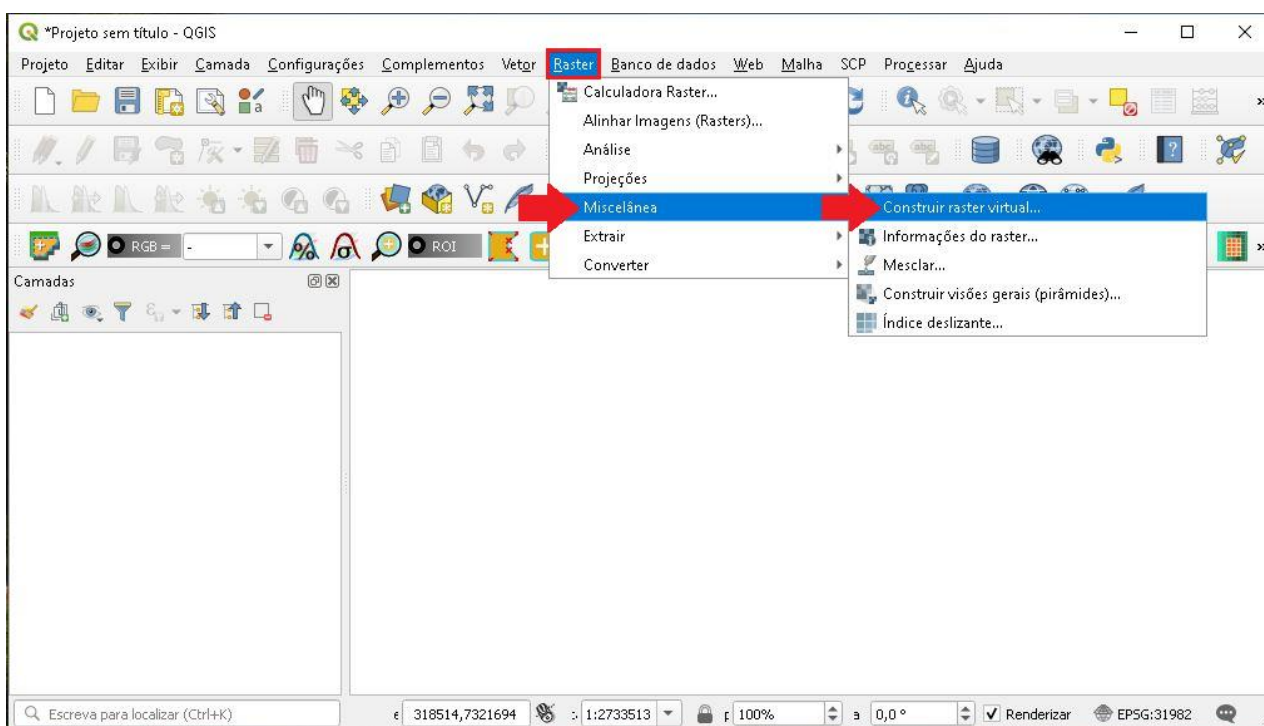 *Projeto sem título - QGIS
Projeto Editar Exibir Camada Configurações Complementos Vetor Raster Banco de dados Web Malha SCP Processar Ajuda
Calculadora Raster...
Alinhar Imagens (Rasters)...
Análise
Projeções
Miscelânea
Construir raster virtual...
Extrair
Informações do raster...
Converter
Mesclar...
Construir visões gerais (pirâmides)...
Índice deslizante...
RGB = -
ROI
Camadas
Escreva para localizar (Ctrl+K)
318514,7321694 1:2733513 100% a 0,0 ° Renderizar EPSG:31982